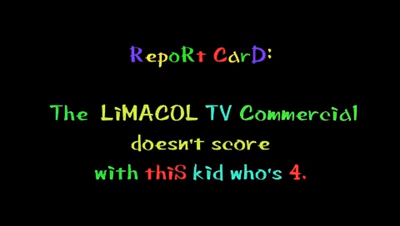 RepoRt CarD:
The LiMACOL TV Commercial
doesn't score
with thiS kid who's 4.